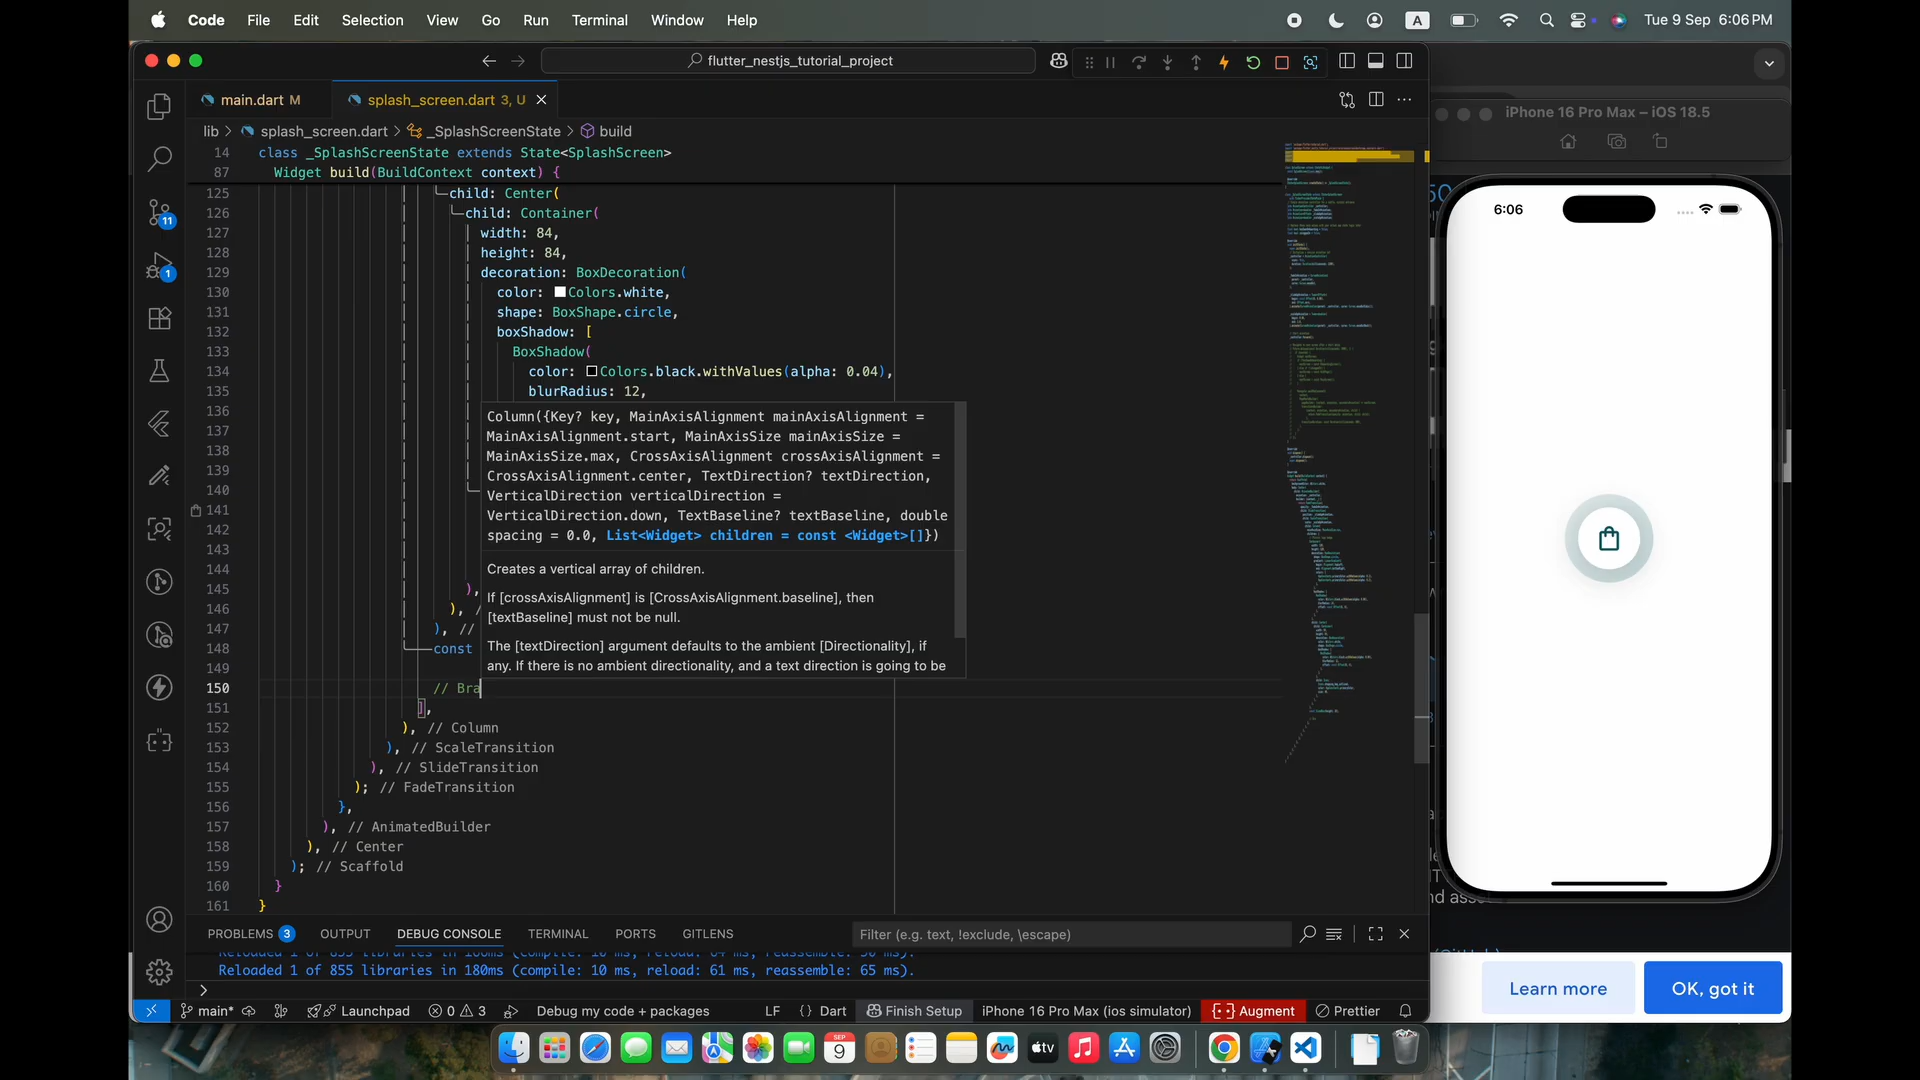 Code File Edit Selection View Go Run Terminal Window Help
A Tue 9 Sep 6:06 PM
flutter_nestjs_tutorial_project
main.dart M
splash_screen.dart 3, U
iPhone 16 Pro Max – iOS 18.5
lib > splash_screen.dart > _SplashScreenState > build
14 class _SplashScreenState extends State<SplashScreen>
87 Widget build(BuildContext context) {
125 child: Center(
126 child: Container(
127 width: 84,
128 height: 84,
129 decoration: BoxDecoration(
130 color: Colors.white,
131 shape: BoxShape.circle,
132 boxShadow: [
133 BoxShadow(
134 color: Colors.black.withValues(alpha: 0.04),
135 blurRadius: 12,
136
137
138
139
140
141
142
143
144
145 ),
146 ), /
147 ), //
148 const
149
150 // Bra
151 ],
152 ), // Column
153 ), // ScaleTransition
154 ), // SlideTransition
155 ); // FadeTransition
156 },
157 ), // AnimatedBuilder
158 ), // Center
159 ); // Scaffold
160 }
161 }
Column({Key? key, MainAxisAlignment mainAxisAlignment =
MainAxisAlignment.start, MainAxisSize mainAxisSize =
MainAxisSize.max, CrossAxisAlignment crossAxisAlignment =
CrossAxisAlignment.center, TextDirection? textDirection,
VerticalDirection verticalDirection =
VerticalDirection.down, TextBaseline? textBaseline, double
spacing = 0.0, List<Widget> children = const <Widget>[]})
Creates a vertical array of children.
If [crossAxisAlignment] is [CrossAxisAlignment.baseline], then
[textBaseline] must not be null.
The [textDirection] argument defaults to the ambient [Directionality], if
any. If there is no ambient directionality, and a text direction is going to be
11
1
6:06
PROBLEMS 3 OUTPUT DEBUG CONSOLE TERMINAL PORTS GITLENS
Filter (e.g. text, !exclude, \escape)
Reloaded 1 of 855 libraries in 180ms (compile: 10 ms, reload: 61 ms, reassemble: 65 ms).
>
main* Launchpad 0 3 Debug my code + packages LF {} Dart Finish Setup iPhone 16 Pro Max (ios simulator) Augment Prettier
Learn more
OK, got it
SEP
9
tv